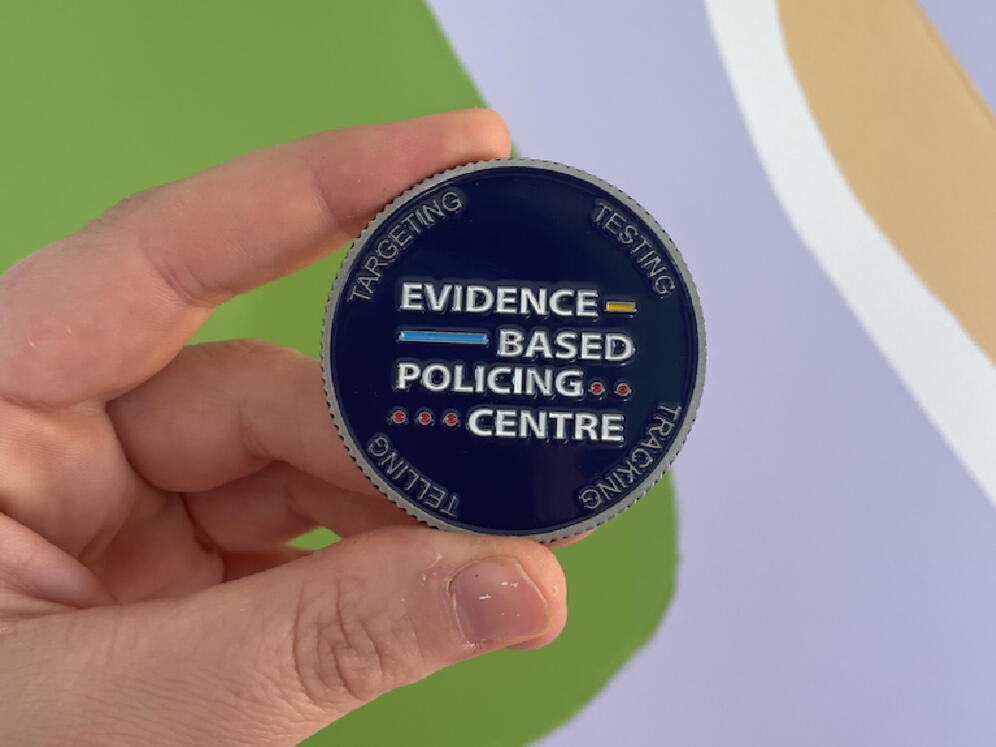 TARGETING
TESTING
EVIDENCE
BASED
POLICING
CENTRE
TELLING
TRACKING